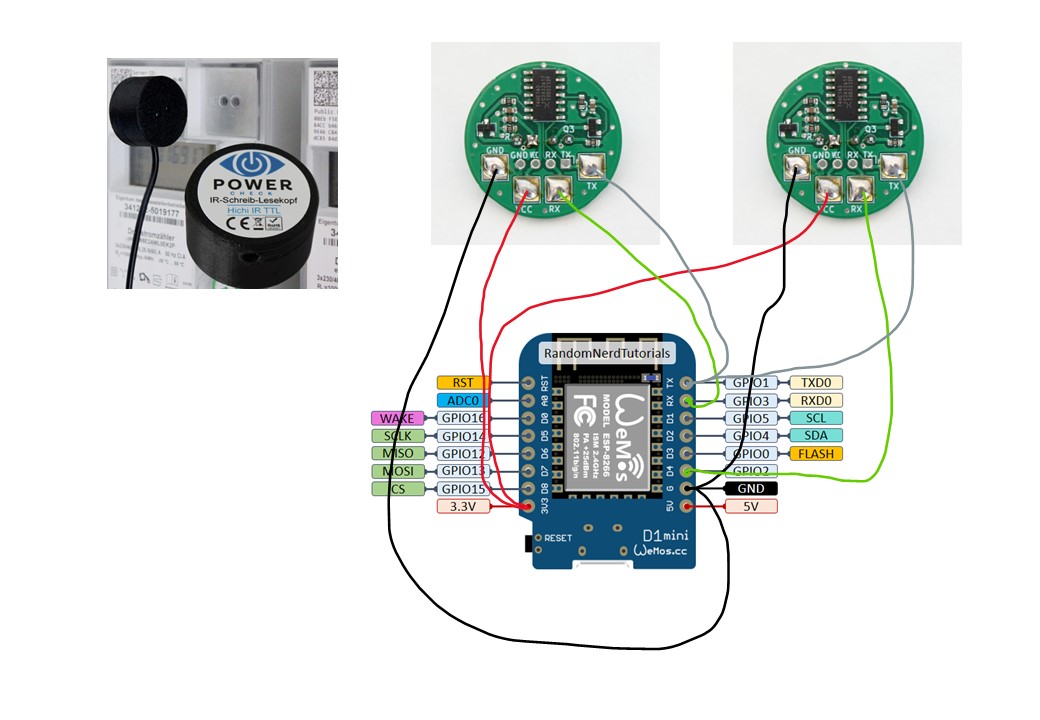 POWER
CHECK
IR-Schreib-Lesekopf
Hichi IR TTL
CE
Q3
GND
GND
RX
TX
TX
VCC
RX
Q3
GND
GND
RX
TX
TX
VCC
RX
RandomNerdTutorials
RST
RST
TX
GPIO1
TXD0
ADC0
A0
RX
GPIO3
RXD0
WAKE
GPIO16
D0
D1
GPIO5
SCL
SCLK
GPIO14
D5
D2
GPIO4
SDA
MISO
GPIO12
D6
D3
GPIO0
FLASH
MOSI
GPIO13
D7
D4
GPIO2
CS
GPIO15
D8
G
GND
3.3V
3V3
5V
5V
WeMos
MODEL ESP-8266
ISM 2.4GHz
PA +25dBm
802.11b/g/n
FC
RESET
D1 mini
WeMos.cc